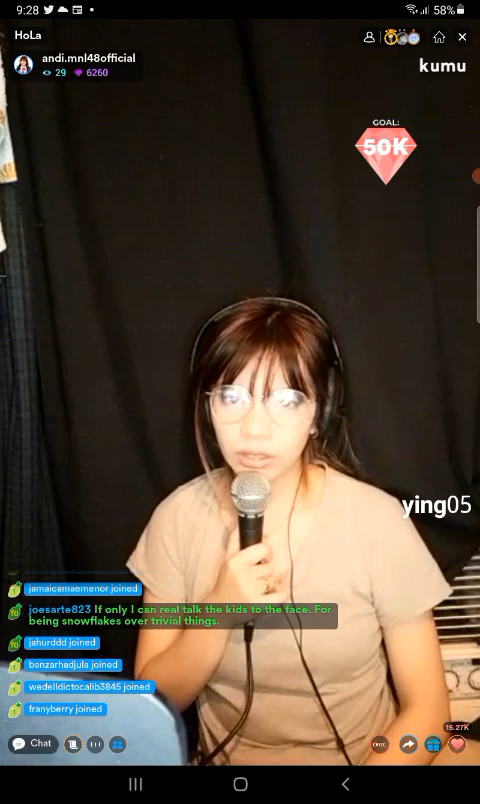 9:28
58%
HoLa
andi.mnl48official
29 6260
kumu
GOAL:
50K
ying05
jamaicamaemenor joined
joesarte823 If only I can real talk the kids to the face. For
being snowflakes over trivial things.
jahurddd joined
benzarhadjula joined
wedelldictocalib3845 joined
franyberry joined
15.27K
Chat